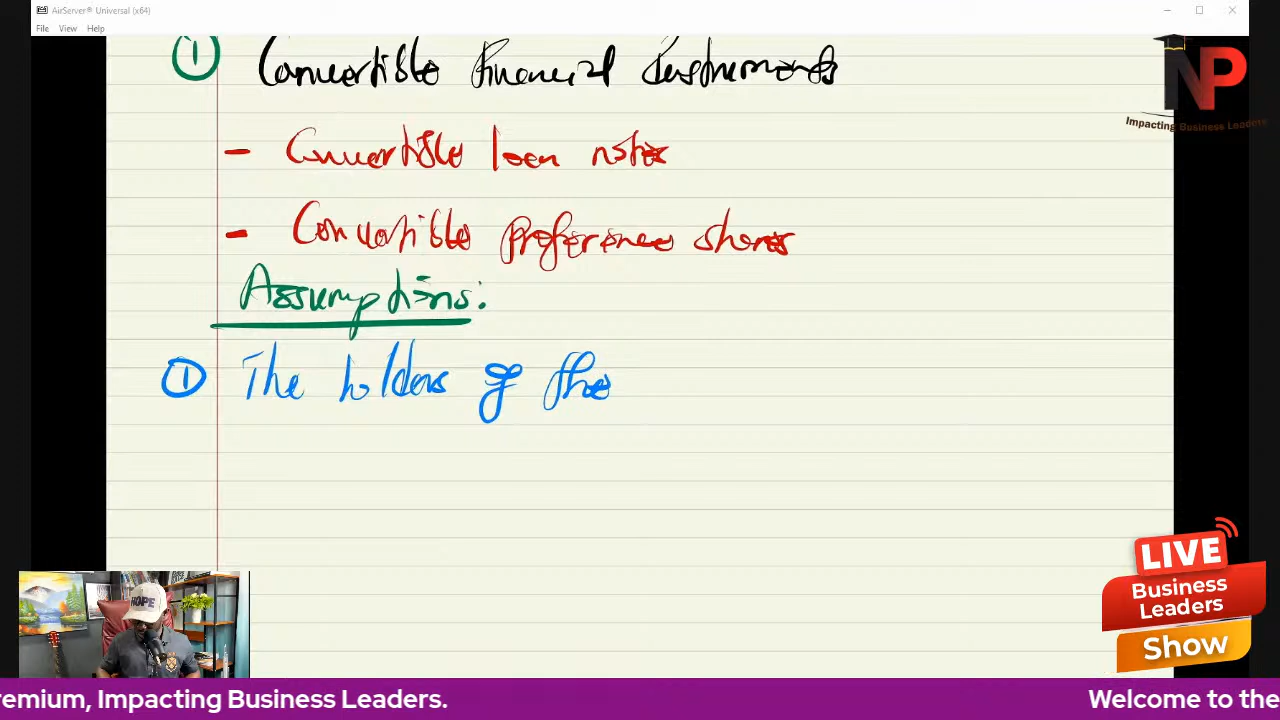 AirServer® Universal (x64)
File View Help
① Convertible Financial Instruments
- Convertible loan notes
- Convertible preference shares
Assumptions:
① The holders of the
NP
Impacting Business Leaders
LIVE
Business
Leaders
Show
HOPE
remium, Impacting Business Leaders. Welcome to the